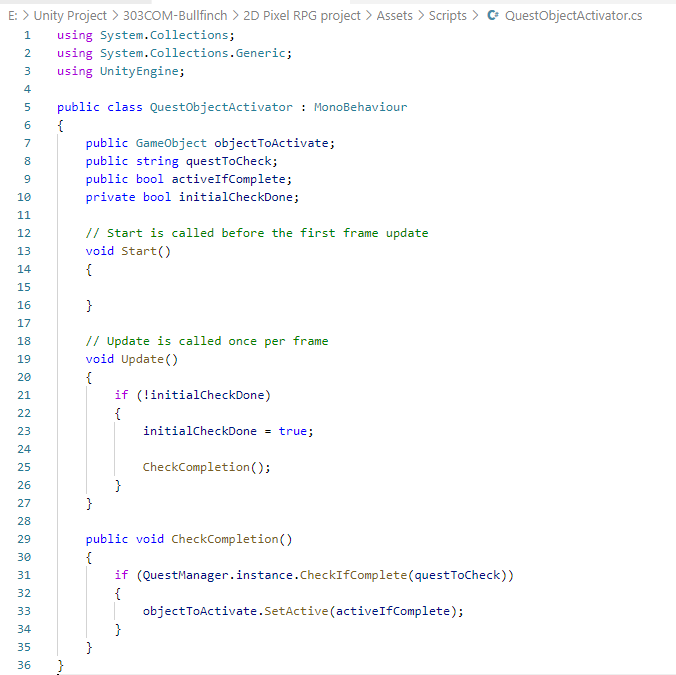 E: > Unity Project > 303COM-Bullfinch > 2D Pixel RPG project > Assets > Scripts > QuestObjectActivator.cs
1 using System.Collections;
2 using System.Collections.Generic;
3 using UnityEngine;
4
5 public class QuestObjectActivator : MonoBehaviour
6 {
7     public GameObject objectToActivate;
8     public string questToCheck;
9     public bool activeIfComplete;
10     private bool initialCheckDone;
11
12     // Start is called before the first frame update
13     void Start()
14     {
15
16     }
17
18     // Update is called once per frame
19     void Update()
20     {
21         if (!initialCheckDone)
22         {
23             initialCheckDone = true;
24
25             CheckCompletion();
26         }
27     }
28
29     public void CheckCompletion()
30     {
31         if (QuestManager.instance.CheckIfComplete(questToCheck))
32         {
33             objectToActivate.SetActive(activeIfComplete);
34         }
35     }
36 }